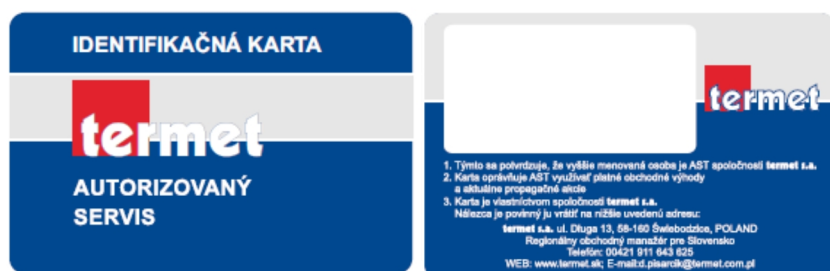 IDENTIFIKAČNÁ KARTA
termet
AUTORIZOVANÝ
SERVIS
termet
1. Týmto sa potvrdzuje, že vyššie menovaná osoba je AST spoločnosti termet s.a.
2. Karta oprávňuje AST využívať platné obchodné výhody
a aktuálne propagačné akcie
3. Karta je vlastníctvom spoločnosti termet s.a.
Nálezca je povinný ju vrátiť na nižšie uvedenú adresu:
termet s.a. ul. Długa 13, 58-160 Świebodzice, POLAND
Regionálny obchodný manažér pre Slovensko
Telefón: 00421 911 643 625
WEB: www.termet.sk; E-mail:d.pisarcik@termet.com.pl